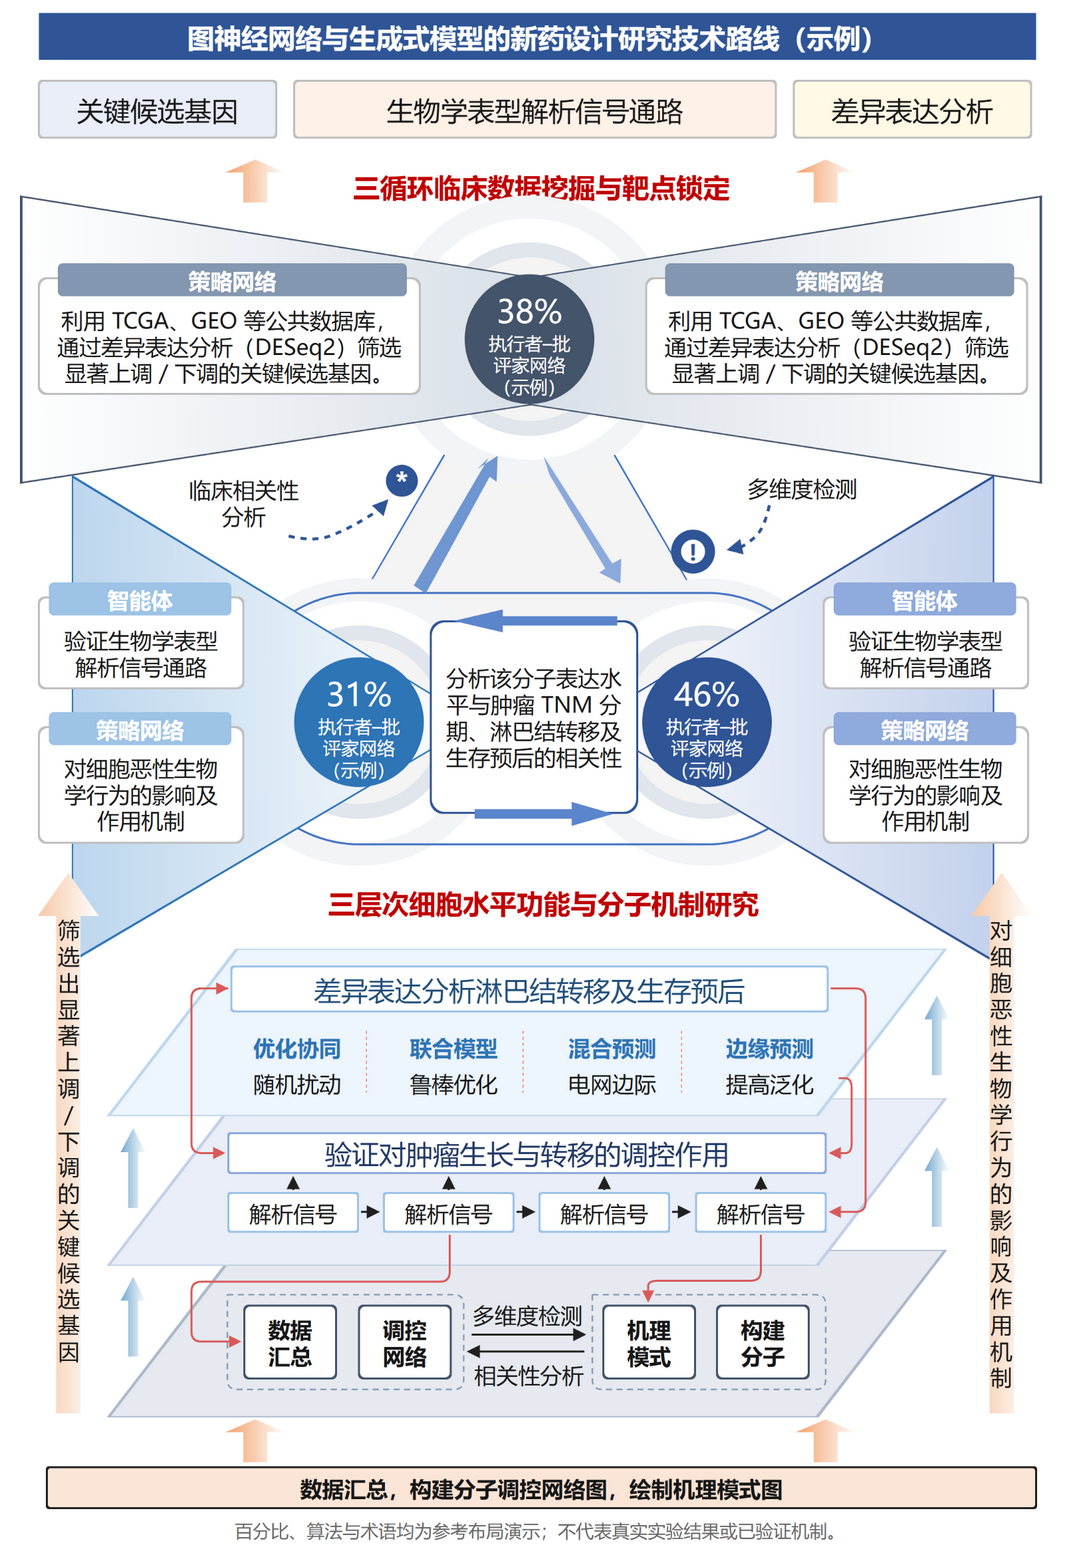 图神经网络与生成式模型的新药设计研究技术路线（示例）
关键候选基因
生物学表型解析信号通路
差异表达分析
三循环临床数据挖掘与靶点锁定
策略网络
利用 TCGA、GEO 等公共数据库，
通过差异表达分析（DESeq2）筛选
显著上调 / 下调的关键候选基因。
38%
执行者–批
评家网络
（示例）
策略网络
利用 TCGA、GEO 等公共数据库，
通过差异表达分析（DESeq2）筛选
显著上调 / 下调的关键候选基因。
临床相关性
分析
*
多维度检测
!
智能体
验证生物学表型
解析信号通路
策略网络
对细胞恶性生物
学行为的影响及
作用机制
31%
执行者–批
评家网络
（示例）
分析该分子表达水
平与肿瘤 TNM 分
期、淋巴结转移及
生存预后的相关性
46%
执行者–批
评家网络
（示例）
智能体
验证生物学表型
解析信号通路
策略网络
对细胞恶性生物
学行为的影响及
作用机制
三层次细胞水平功能与分子机制研究
筛选出显著上调/下调的关键候选基因
对细胞恶性生物学行为的影响及作用机制
差异表达分析淋巴结转移及生存预后
优化协同
随机扰动
联合模型
鲁棒优化
混合预测
电网边际
边缘预测
提高泛化
验证对肿瘤生长与转移的调控作用
解析信号
解析信号
解析信号
解析信号
数据
汇总
调控
网络
多维度检测
相关性分析
机理
模式
构建
分子
数据汇总，构建分子调控网络图，绘制机理模式图
百分比、算法与术语均为参考布局演示；不代表真实实验结果或已验证机制。